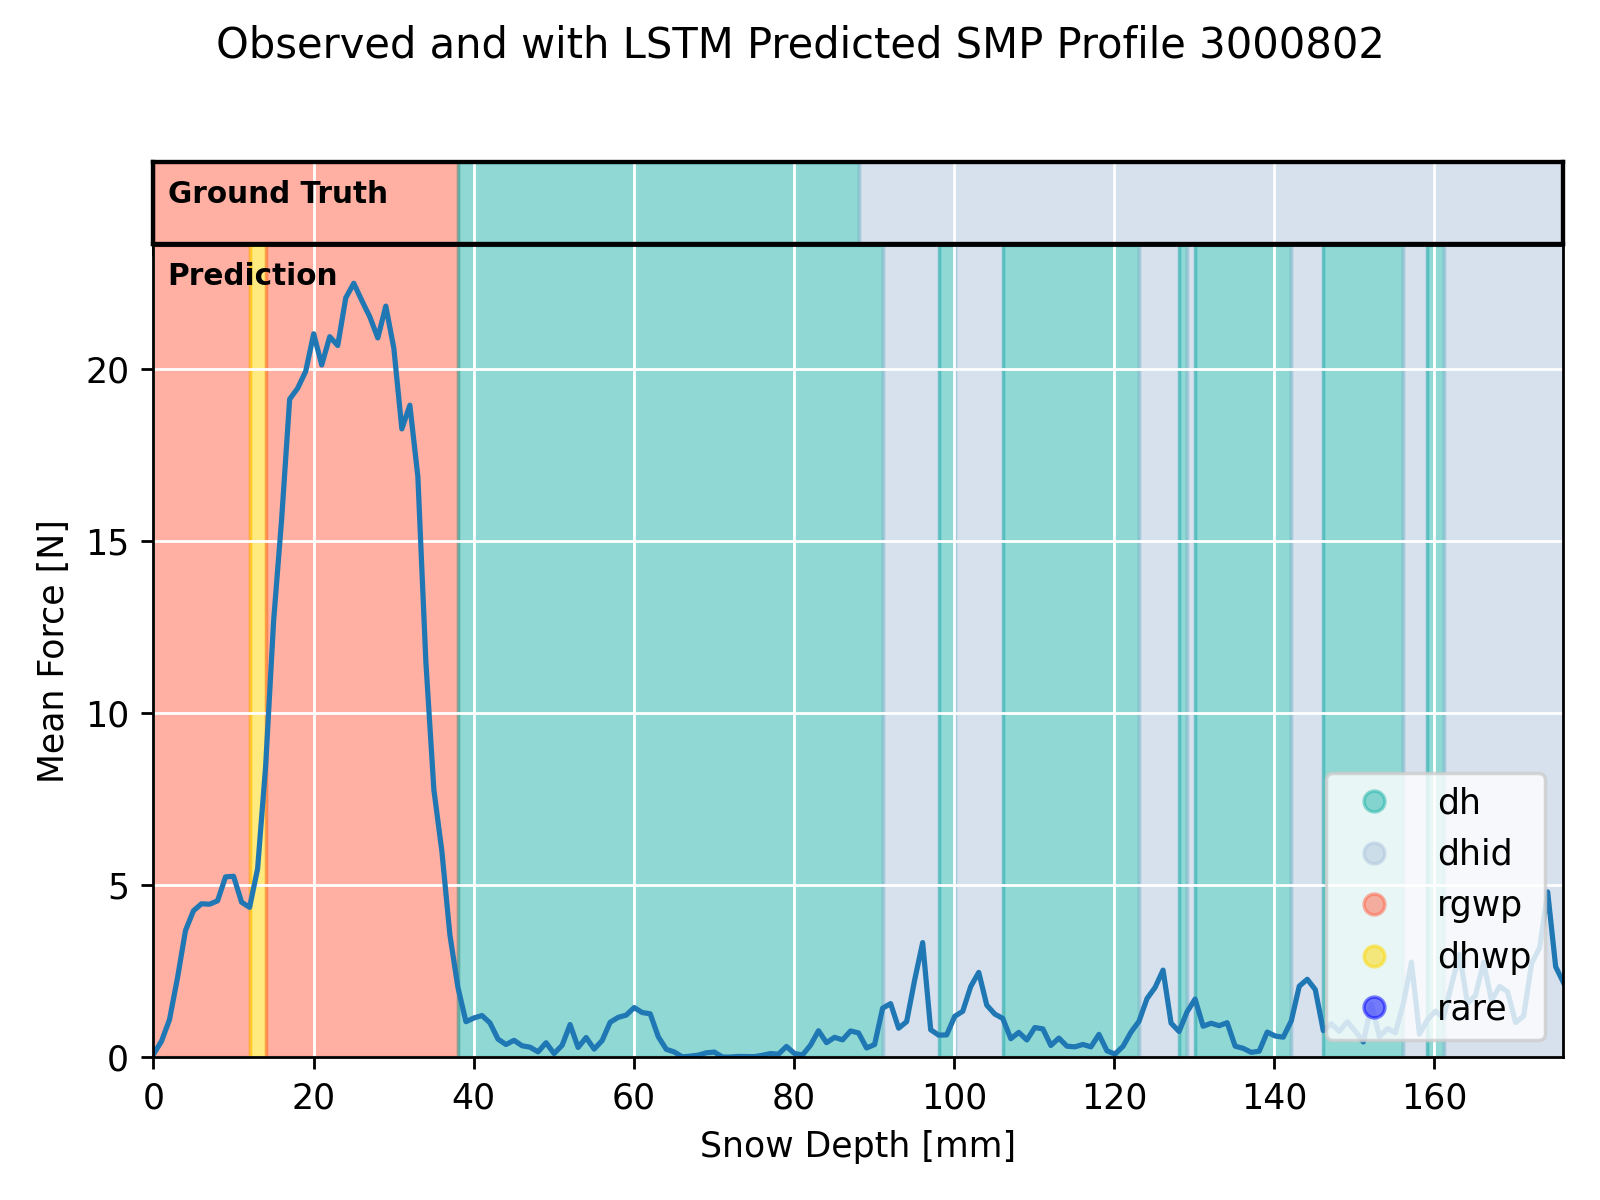 Observed and with LSTM Predicted SMP Profile 3000802
Ground Truth
Prediction
20
15
10
5
0
Mean Force [N]
dh
dhid
rgwp
dhwp
rare
0 20 40 60 80 100 120 140 160
Snow Depth [mm]